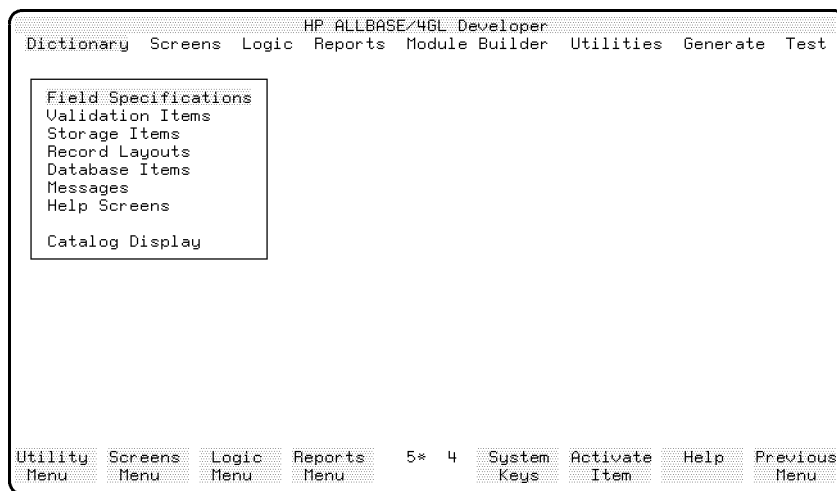 HP ALLBASE/4GL Developer
Dictionary Screens Logic Reports Module Builder Utilities Generate Test
Field Specifications
Validation Items
Storage Items
Record Layouts
Database Items
Messages
Help Screens
Catalog Display
Utility Screens Logic Reports 5* 4 System Activate Help Previous
Menu Menu Menu Menu Keys Item Menu